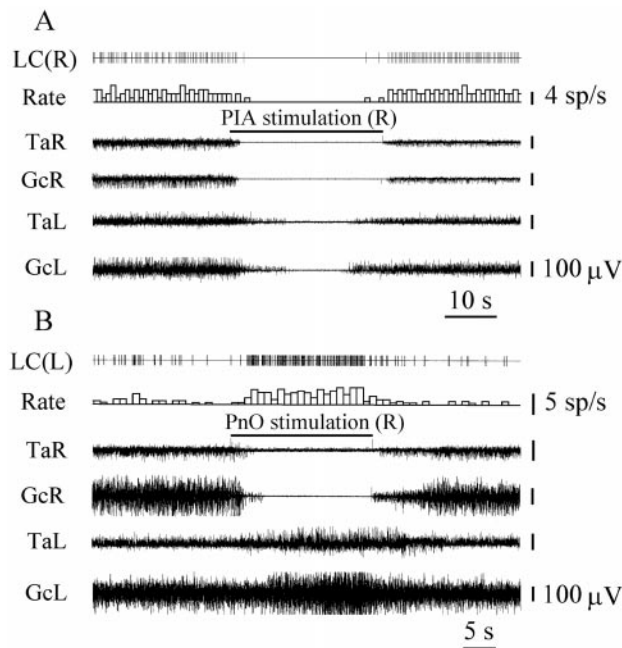 A
LC(R)
Rate
4 sp/s
PIA stimulation (R)
TaR
GcR
TaL
GcL
100 μV
10 s
B
LC(L)
Rate
5 sp/s
PnO stimulation (R)
TaR
GcR
TaL
GcL
100 μV
5 s